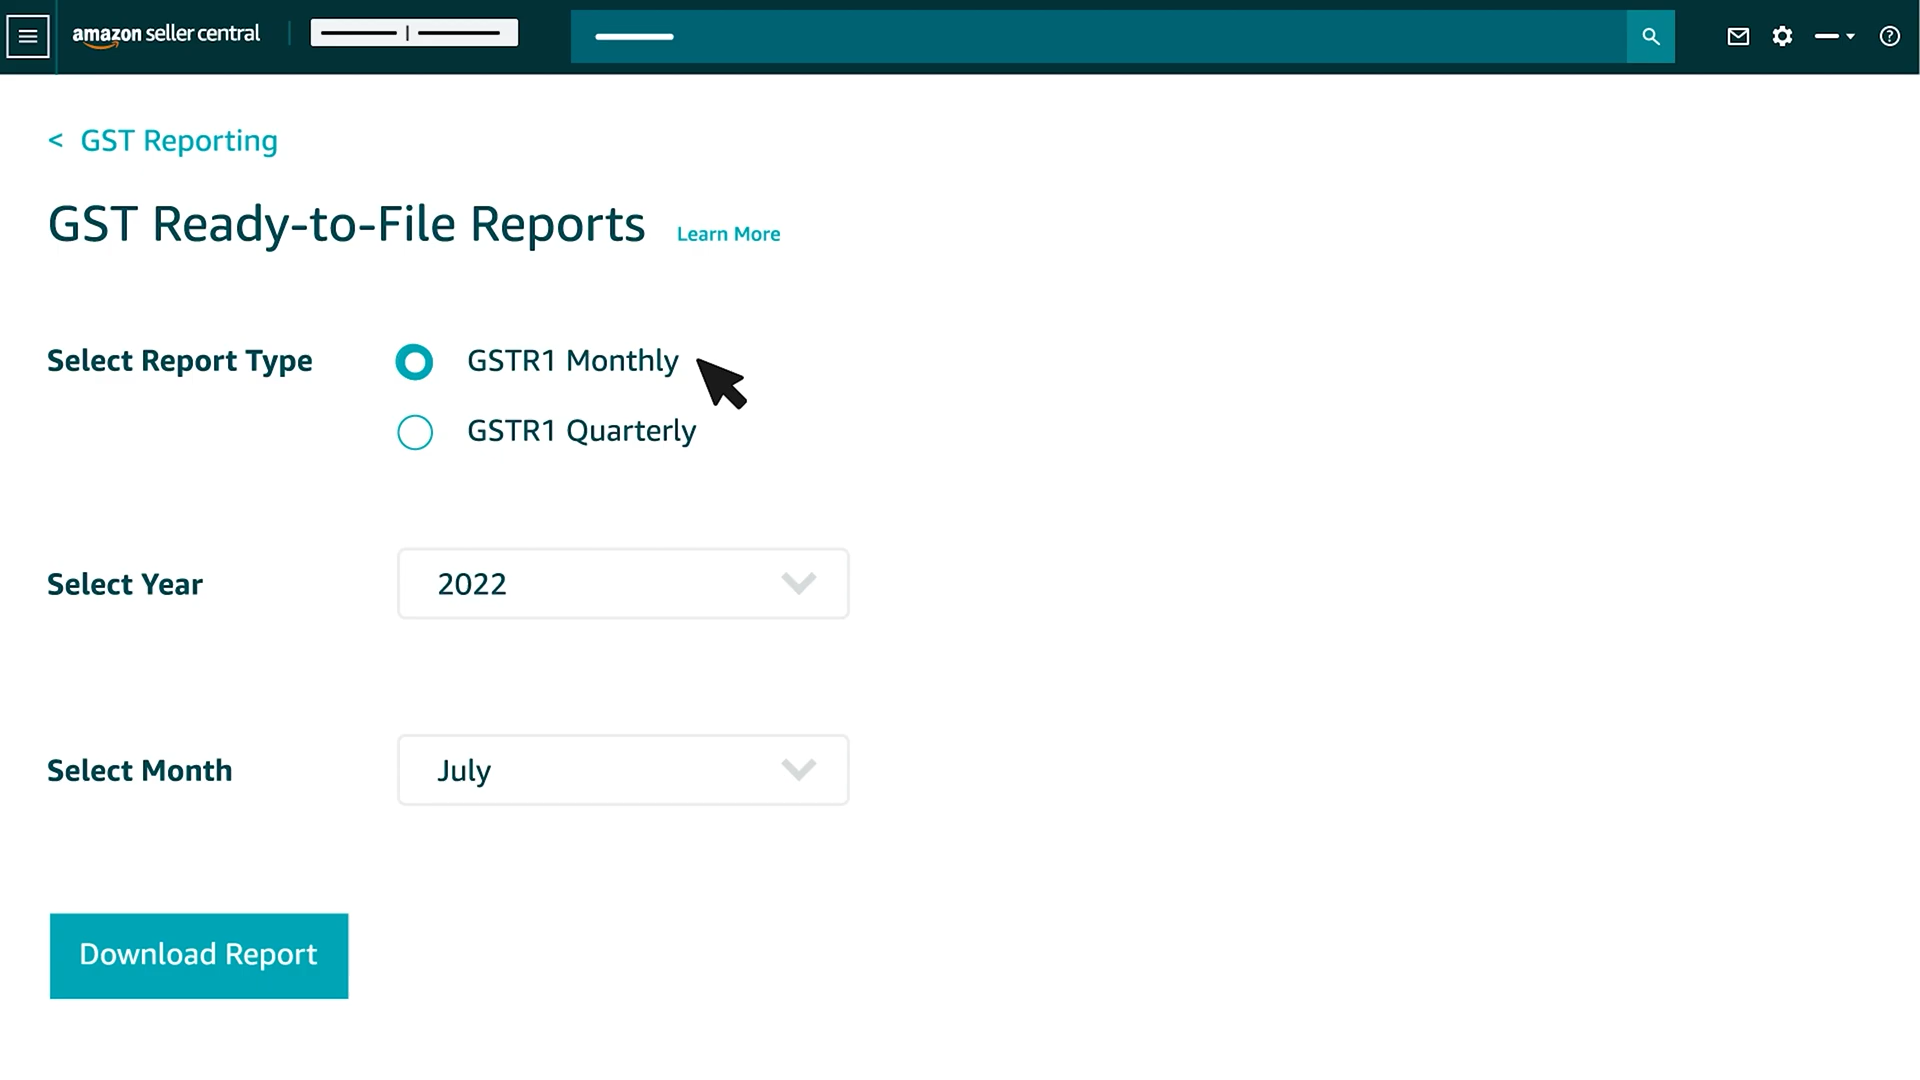 amazon seller central
< GST Reporting
GST Ready-to-File Reports Learn More
Select Report Type GSTR1 Monthly
GSTR1 Quarterly
Select Year 2022
Select Month July
Download Report